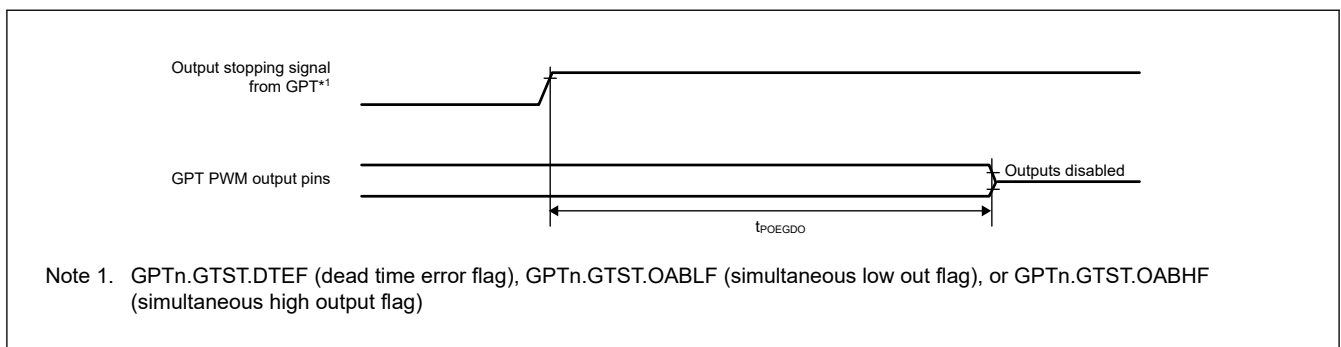 Output stopping signal
from GPT*1
GPT PWM output pins
Outputs disabled
tPOEGDO
Note 1. GPTn.GTST.DTEF (dead time error flag), GPTn.GTST.OABLF (simultaneous low out flag), or GPTn.GTST.OABHF
(simultaneous high output flag)